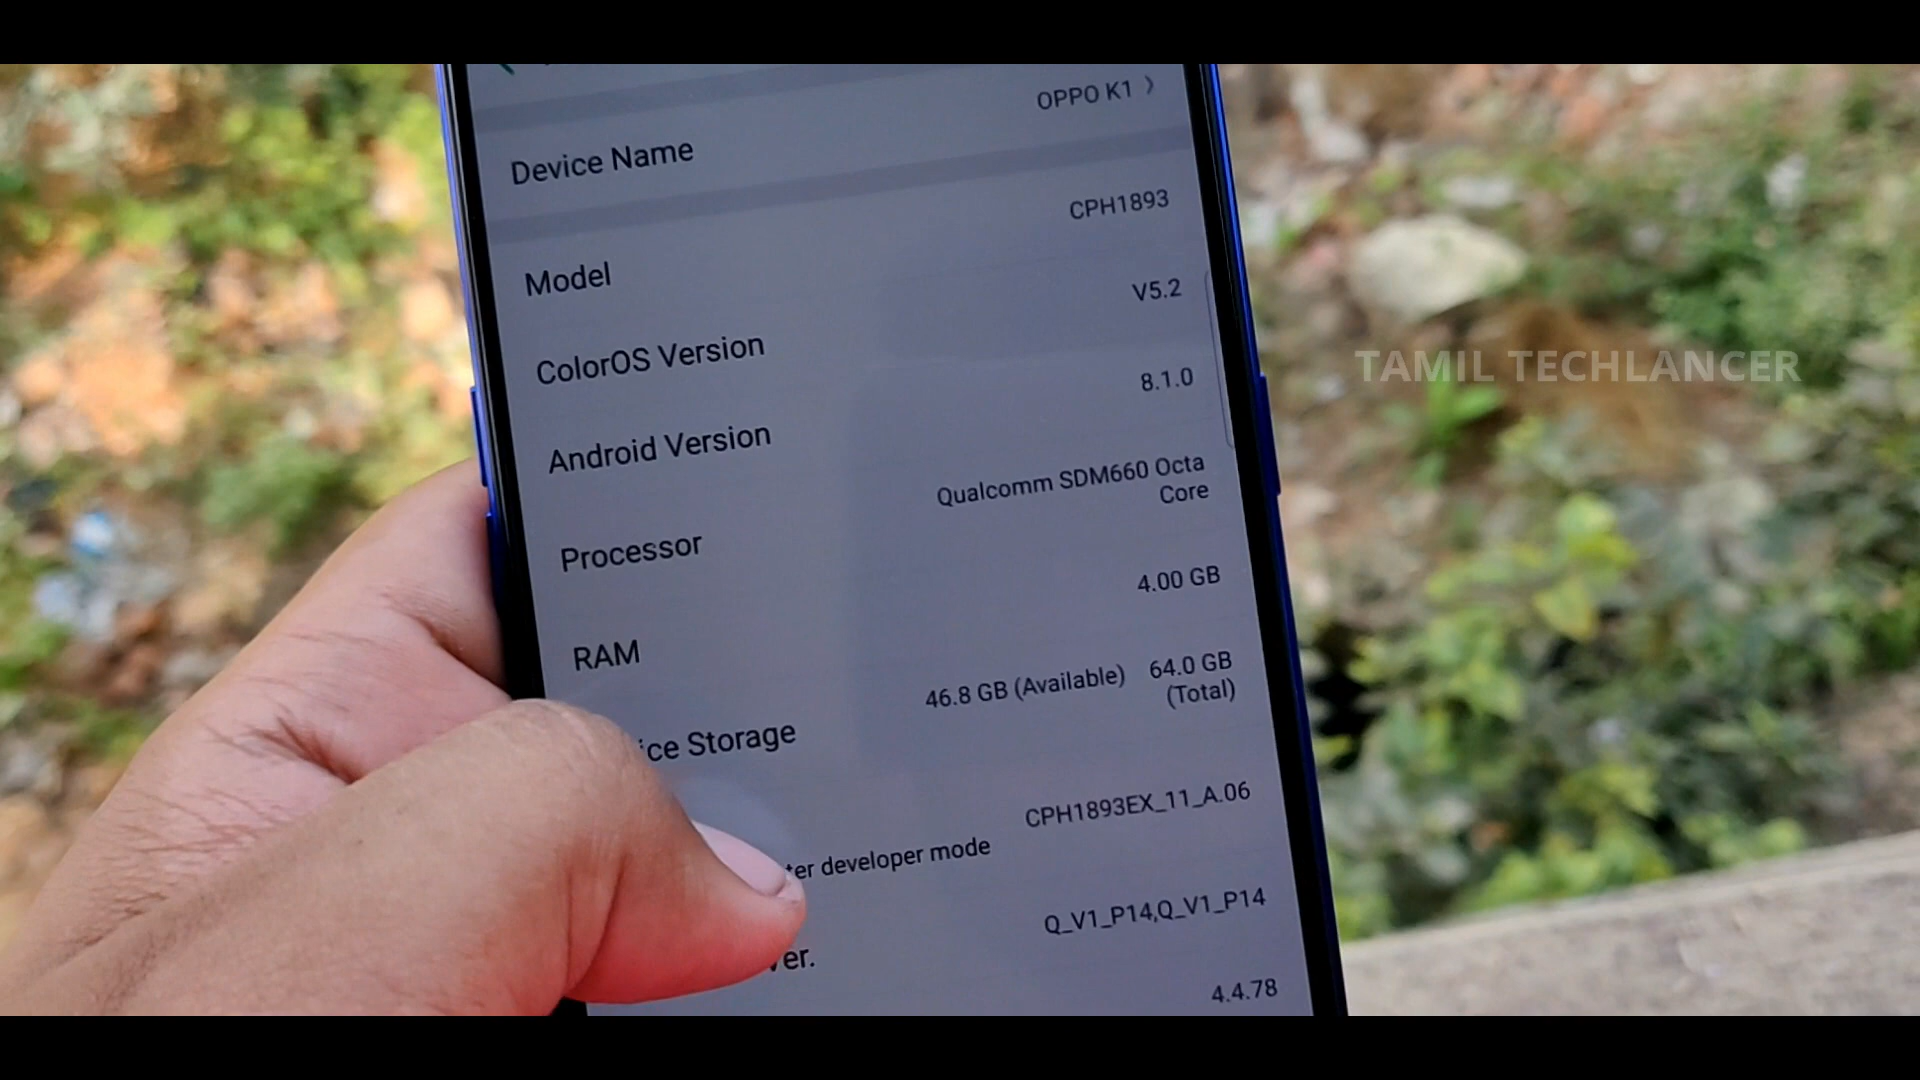 OPPO K1
Device Name
CPH1893
Model
V5.2
ColorOS Version
8.1.0
Android Version
Qualcomm SDM660 Octa
Core
Processor
4.00 GB
RAM
46.8 GB (Available) 64.0 GB
(Total)
ice Storage
CPH1893EX_11_A.06
ter developer mode
Q_V1_P14,Q_V1_P14
ver.
4.4.78
TAMIL TECHLANCER